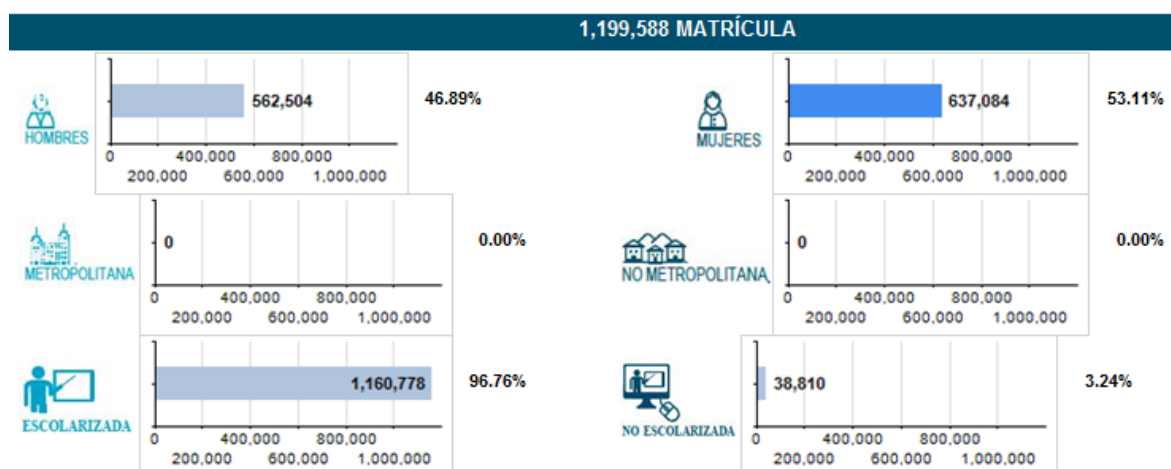 1,199,588 MATRÍCULA
HOMBRES
562,504
46.89%
0 400,000 800,000
200,000 600,000 1,000,000
MUJERES
637,084
53.11%
0 400,000 800,000
200,000 600,000 1,000,000
METROPOLITANA
0
0.00%
0 400,000 800,000
200,000 600,000 1,000,000
NO METROPOLITANA
0
0.00%
0 400,000 800,000
200,000 600,000 1,000,000
ESCOLARIZADA
1,160,778
96.76%
0 400,000 800,000
200,000 600,000 1,000,000
NO ESCOLARIZADA
38,810
3.24%
0 400,000 800,000
200,000 600,000 1,000,000